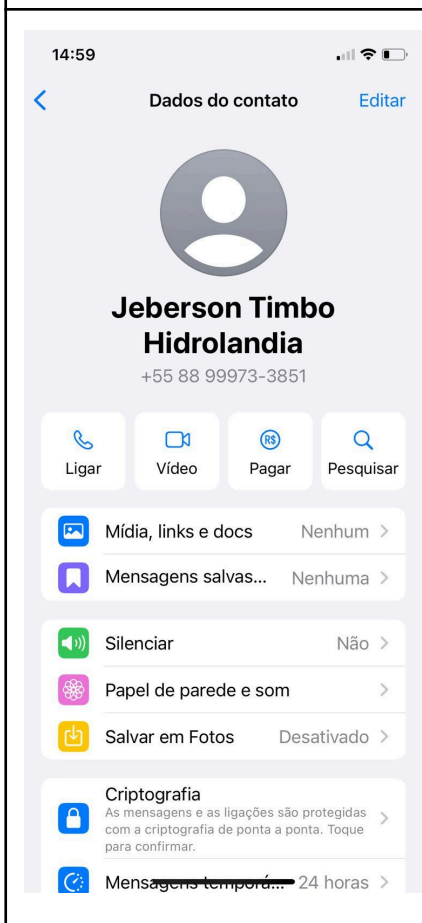 14:59
Dados do contato Editar
Jeberson Timbo
Hidrolandia
+55 88 99973-3851
R$
Ligar Vídeo Pagar Pesquisar
Mídia, links e docs Nenhum
Mensagens salvas... Nenhuma
Silenciar Não
Papel de parede e som
Salvar em Fotos Desativado
Criptografia
As mensagens e as ligações são protegidas
com a criptografia de ponta a ponta. Toque
para confirmar.
Mensagens temporá... 24 horas